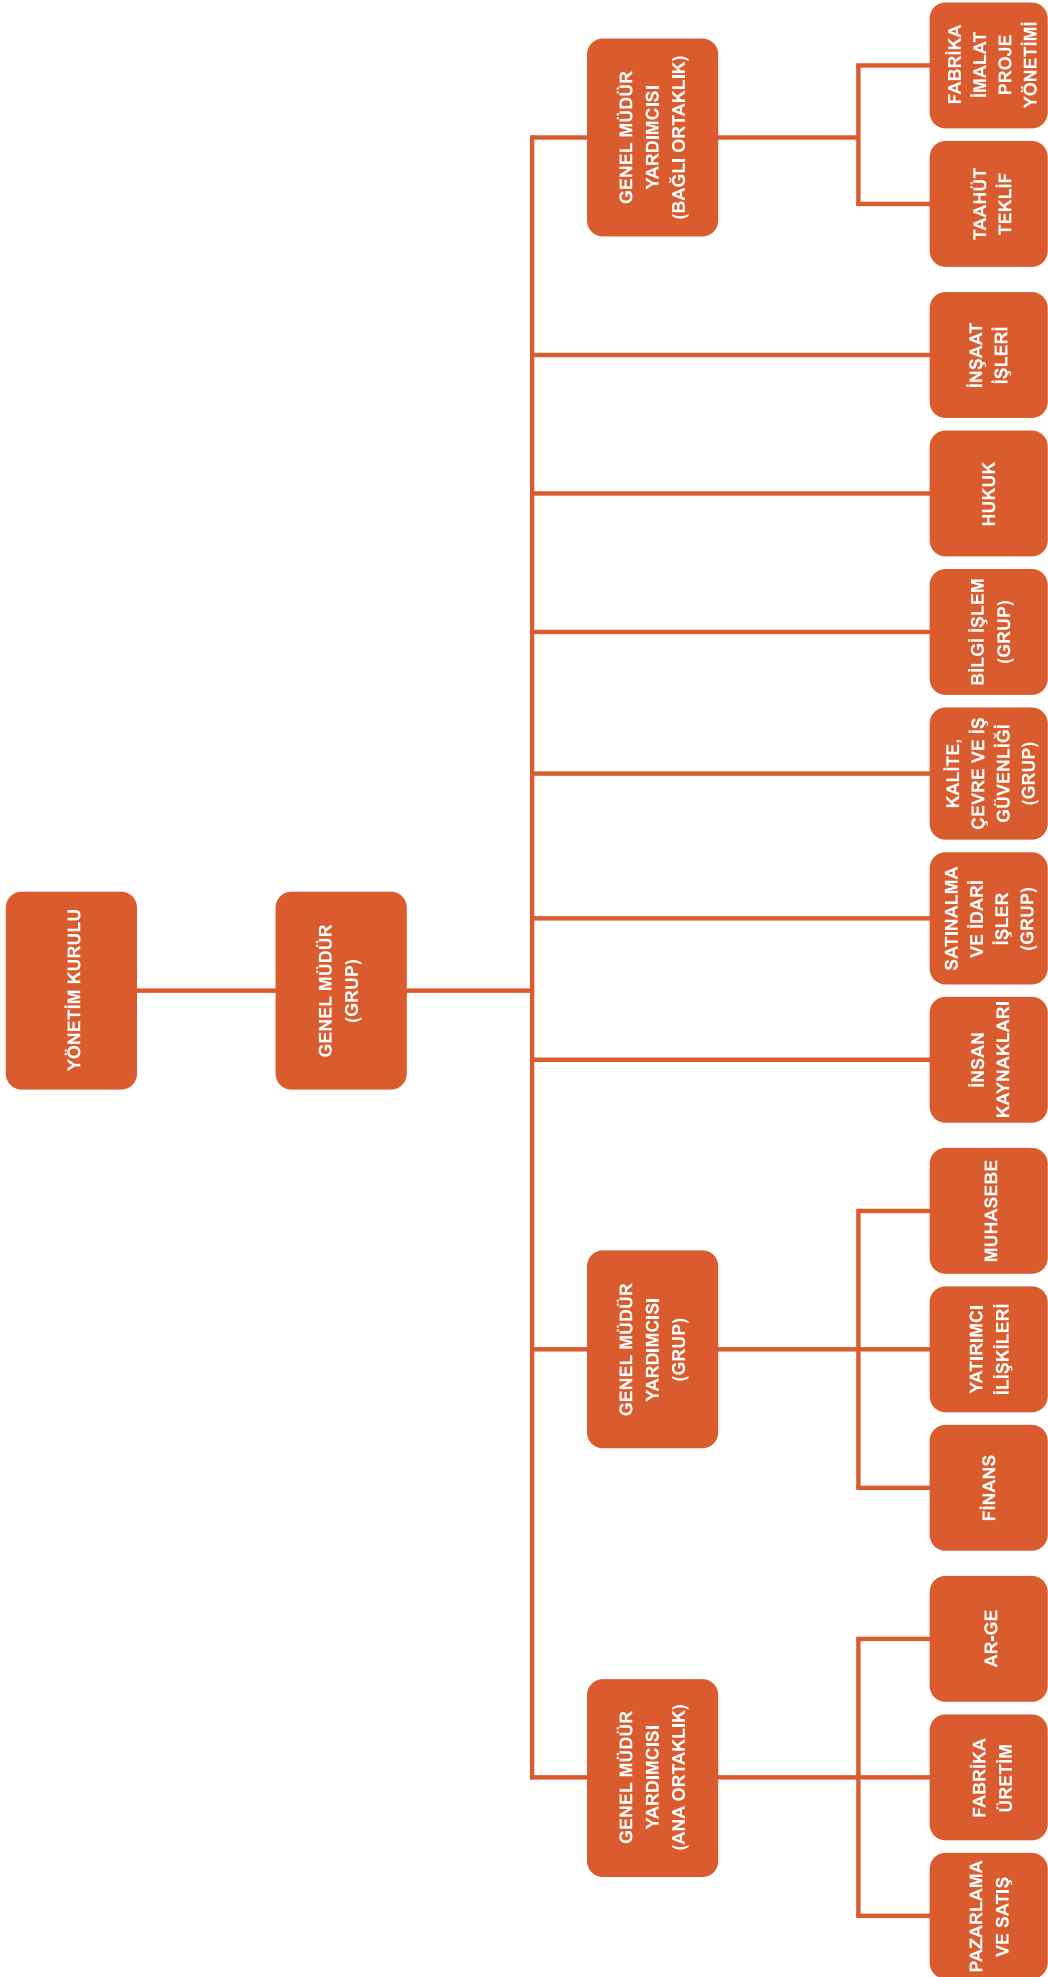 YÖNETİM KURULU
GENEL MÜDÜR
(GRUP)
GENEL MÜDÜR
YARDIMCISI
(ANA ORTAKLIK)
GENEL MÜDÜR
YARDIMCISI
(GRUP)
GENEL MÜDÜR
YARDIMCISI
(BAĞLI ORTAKLIK)
PAZARLAMA
VE SATIŞ
FABRİKA
ÜRETİM
AR-GE
FİNANS
YATIRIMCI
İLİŞKİLERİ
MUHASEBE
İNSAN
KAYNAKLARI
SATINALMA
VE İDARİ
İŞLER
(GRUP)
KALİTE,
ÇEVRE VE İŞ
GÜVENLİĞİ
(GRUP)
BİLGİ İŞLEM
(GRUP)
HUKUK
İNŞAAT
İŞLERİ
TAAHÜT
TEKLİF
FABRİKA
İMALAT
PROJE
YÖNETİMİ